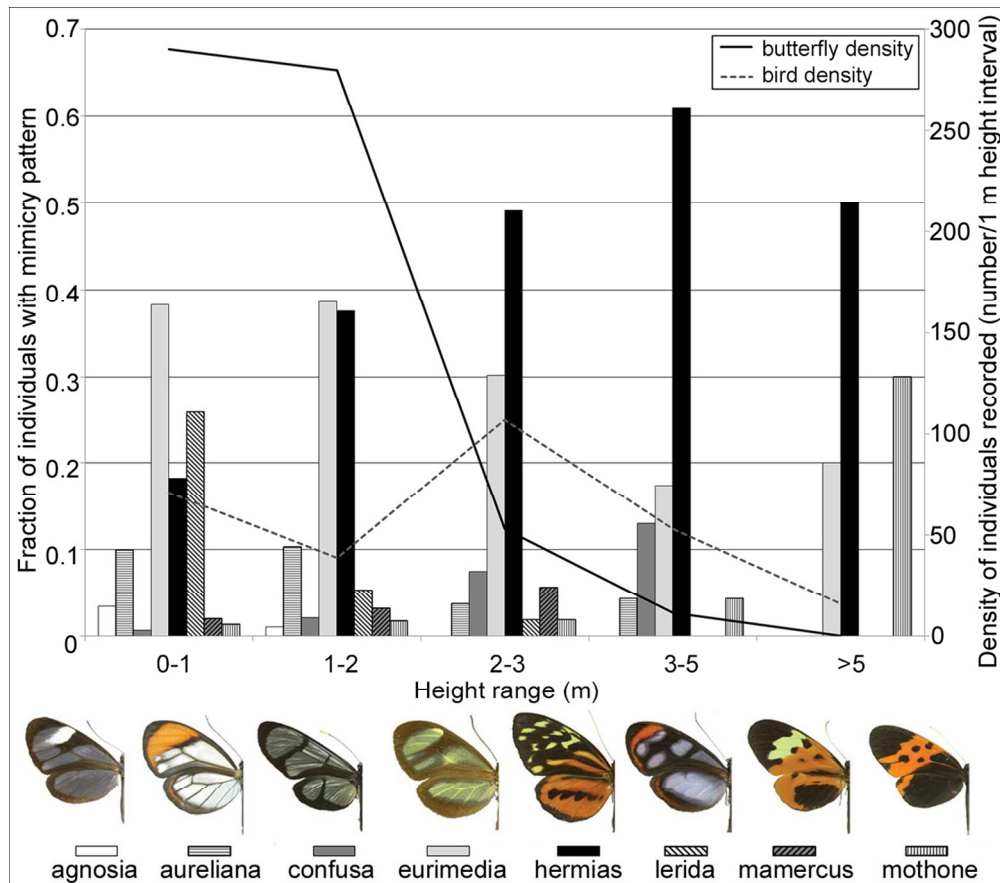 Fraction of individuals with mimicry pattern
0.7
0.6
0.5
0.4
0.3
0.2
0.1
0
butterfly density
bird density
300
250
200
150
100
50
0
Density of individuals recorded (number/1 m height interval)
0-1 1-2 2-3 3-5 >5
Height range (m)
agnosia aureliana confusa eurimedia hermias lerida mamercus mothone